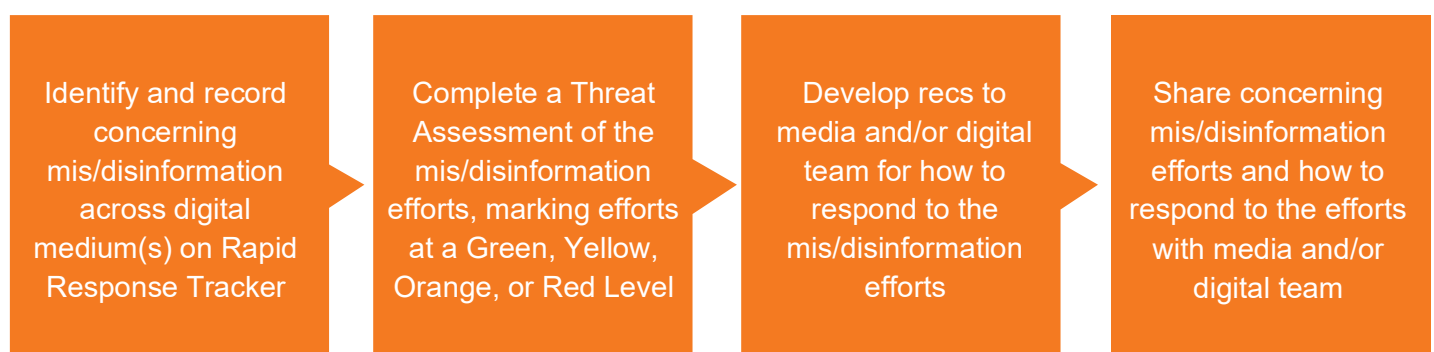 Identify and record
concerning
mis/disinformation
across digital
medium(s) on Rapid
Response Tracker
Complete a Threat
Assessment of the
mis/disinformation
efforts, marking efforts
at a Green, Yellow,
Orange, or Red Level
Develop recs to
media and/or digital
team for how to
respond to the
mis/disinformation
efforts
Share concerning
mis/disinformation
efforts and how to
respond to the efforts
with media and/or
digital team